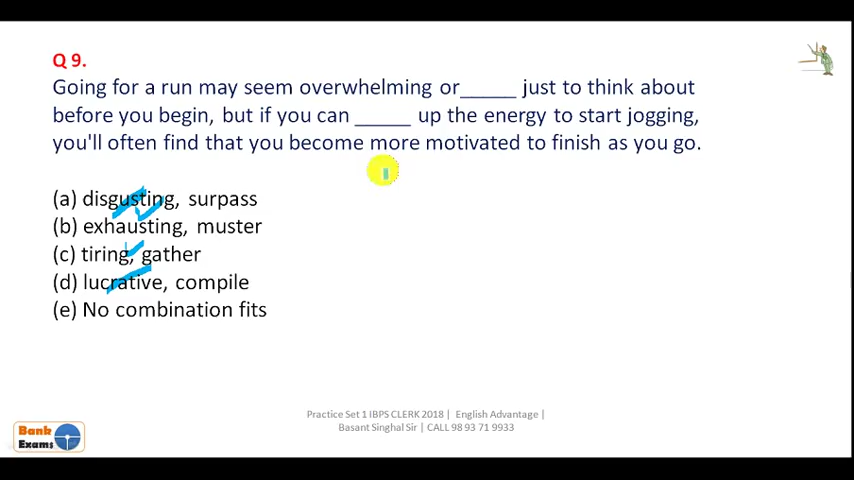 Q 9.
Going for a run may seem overwhelming or_____ just to think about
before you begin, but if you can _____ up the energy to start jogging,
you'll often find that you become more motivated to finish as you go.
(a) disgusting, surpass
(b) exhausting, muster
(c) tiring, gather
(d) lucrative, compile
(e) No combination fits
Practice Set 1 IBPS CLERK 2018 | English Advantage |
Basant Singhal Sir | CALL 98 93 71 9933
Bank
Exams